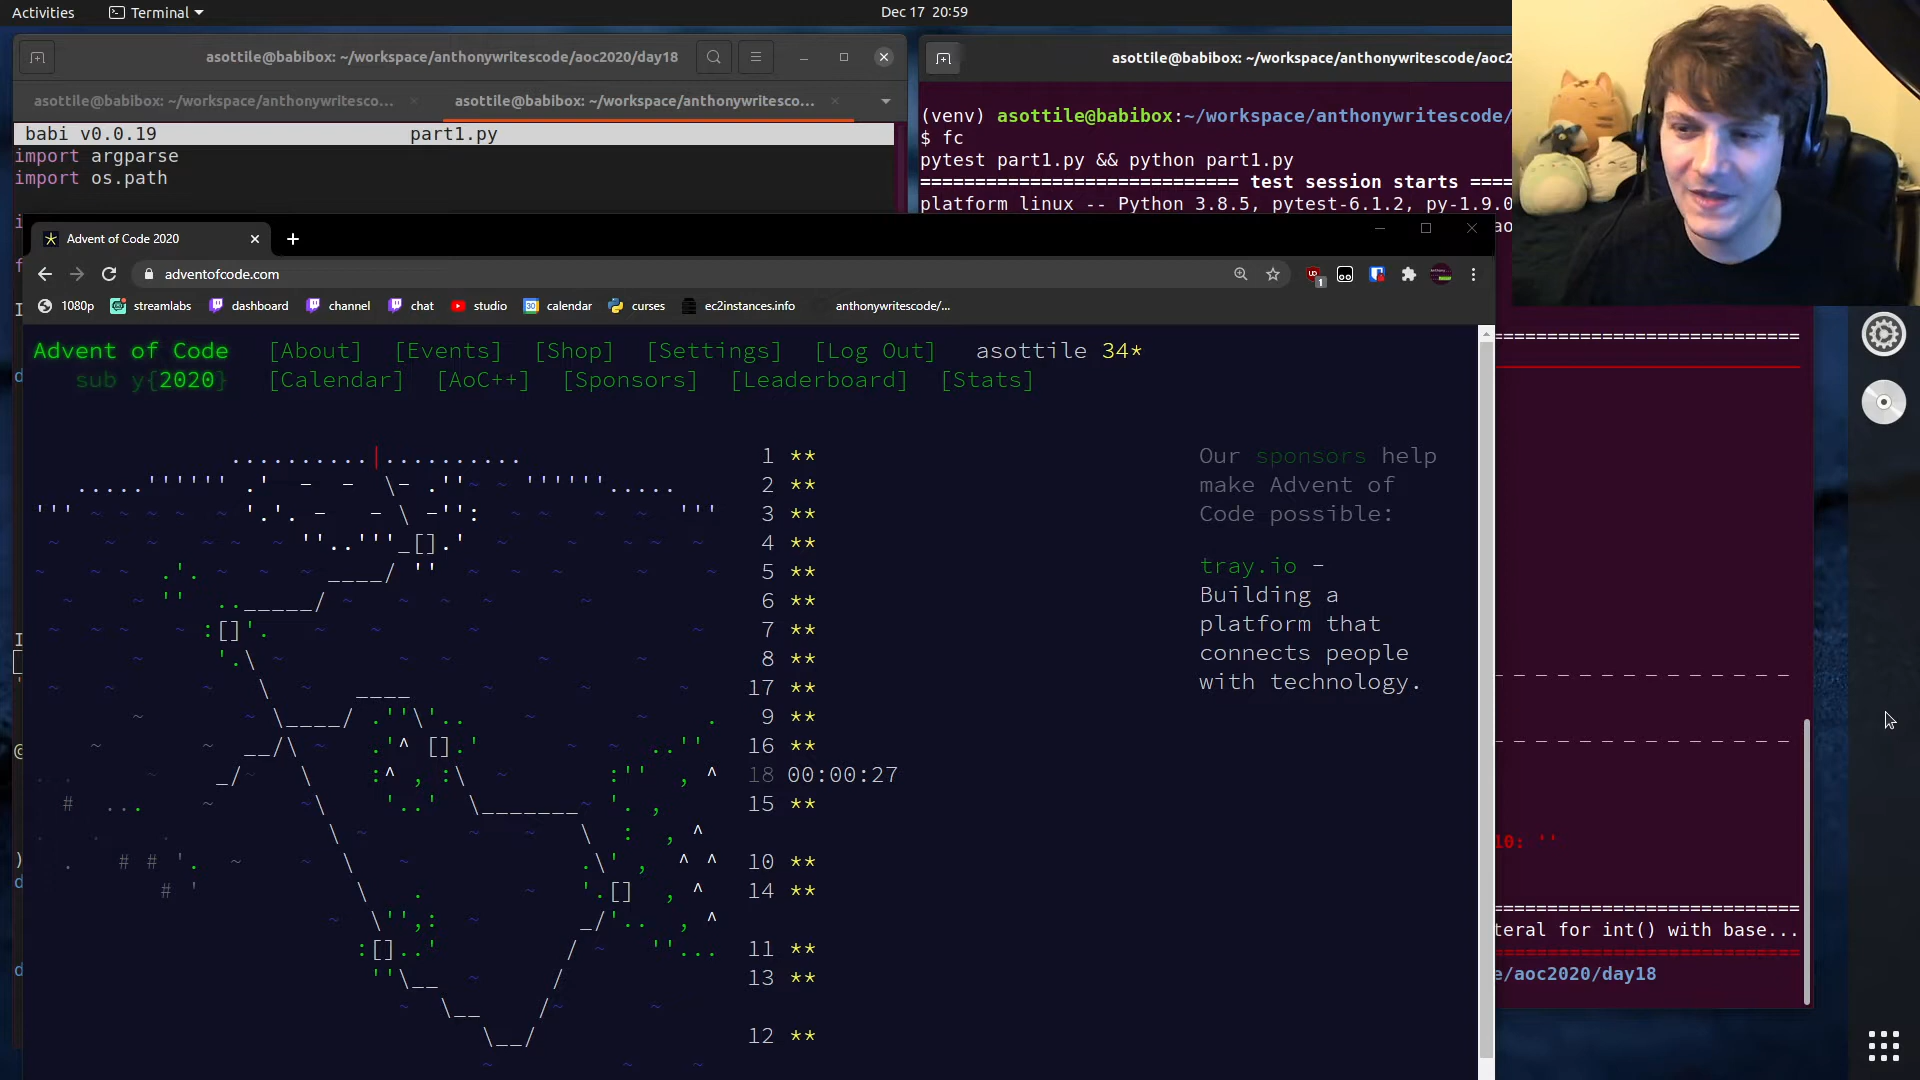 Activities
Terminal
Dec 17 20:59
asottile@babibox: ~/workspace/anthonywritescode/aoc2020/day18
asottile@babibox: ~/workspace/anthonywritesco...
asottile@babibox: ~/workspace/anthonywritesco...
babi v0.0.19 part1.py
import argparse
import os.path
asottile@babibox: ~/workspace/anthonywritescode/aoc2
(venv) asottile@babibox:~/workspace/anthonywritescode/
$ fc
pytest part1.py && python part1.py
============================ test session starts ====
platform linux -- Python 3.8.5, pytest-6.1.2, py-1.9.0
Advent of Code 2020
adventofcode.com
1080p
streamlabs
dashboard
channel
chat
studio
calendar
curses
ec2instances.info
anthonywritescode/...
Advent of Code [About] [Events] [Shop] [Settings] [Log Out] asottile 34*
sub y{2020} [Calendar] [AoC++] [Sponsors] [Leaderboard] [Stats]
1 **
2 **
3 **
4 **
5 **
6 **
7 **
8 **
17 **
9 **
16 **
18 00:00:27
15 **
10 **
14 **
11 **
13 **
12 **
Our sponsors help
make Advent of
Code possible:
tray.io -
Building a
platform that
connects people
with technology.
10: ''
teral for int() with base...
e/aoc2020/day18